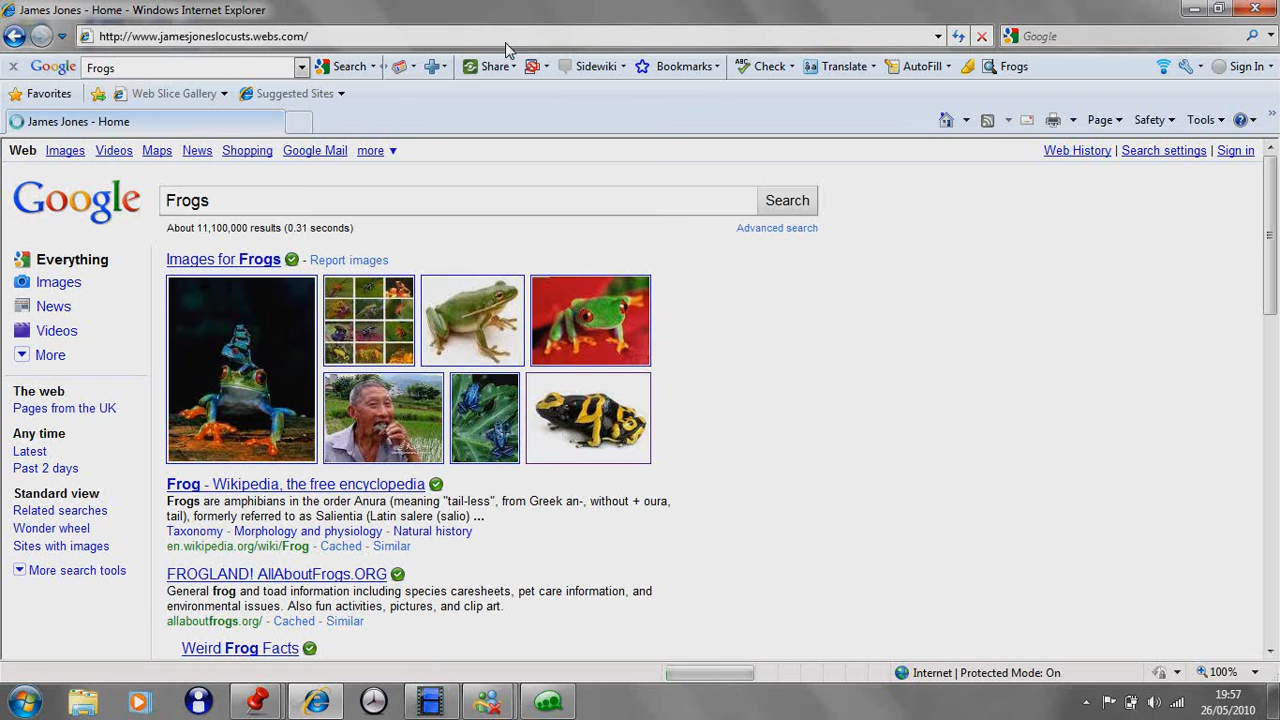 James Jones - Home - Windows Internet Explorer
http://www.jamesjoneslocusts.webs.com/
Google
Google Frogs Search Share Sidewiki Bookmarks Check Translate AutoFill Frogs Sign In
Favorites Web Slice Gallery Suggested Sites
James Jones - Home
Page Safety Tools
Web Images Videos Maps News Shopping Google Mail more
Web History | Search settings | Sign in
Google Frogs Search
About 11,100,000 results (0.31 seconds) Advanced search
Everything
Images
News
Videos
More
The web
Pages from the UK
Any time
Latest
Past 2 days
Standard view
Related searches
Wonder wheel
Sites with images
More search tools
Images for Frogs - Report images
Frog - Wikipedia, the free encyclopedia
Frogs are amphibians in the order Anura (meaning "tail-less", from Greek an-, without + oura,
tail), formerly referred to as Salientia (Latin salere (salio) ...
Taxonomy - Morphology and physiology - Natural history
en.wikipedia.org/wiki/Frog - Cached - Similar
FROGLAND! AllAboutFrogs.ORG
General frog and toad information including species caresheets, pet care information, and
environmental issues. Also fun activities, pictures, and clip art.
allaboutfrogs.org/ - Cached - Similar
Weird Frog Facts
Internet | Protected Mode: On 100%
19:57
26/05/2010